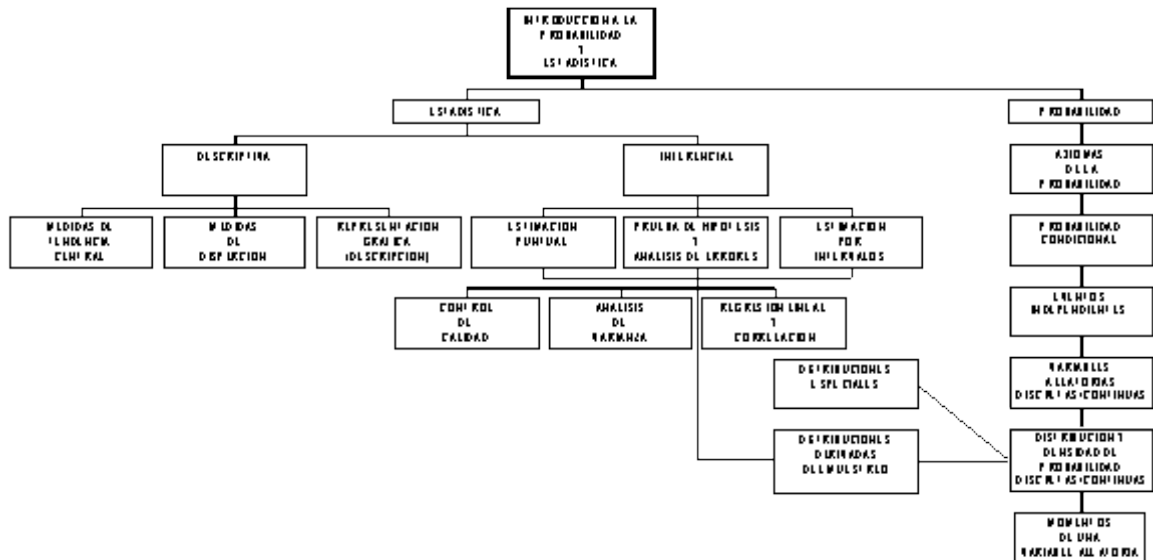 INTRODUCCION A LA
PROBABILIDAD
Y
ESTADISTICA
ESTADISTICA
PROBABILIDAD
DESCRIPTIVA
INFERENCIAL
AXIOMAS
DE LA
PROBABILIDAD
MEDIDAS DE
TENDENCIA
CENTRAL
MEDIDAS
DE
DISPERCION
REPRESENTACION
GRAFICA
(DESCRIPCION)
ESTIMACION
PUNTUAL
PRUEBA DE HIPOTESIS
Y
ANALISIS DE ERRORES
ESTIMACION
POR
INTERVALOS
PROBABILIDAD
CONDICIONAL
CONTROL
DE
CALIDAD
ANALISIS
DE
VARIANZA
REGRESION LINEAL
Y
CORRELACION
EVENTOS
INDEPENDIENTES
DISTRIBUCIONES
ESPECIALES
VARIABLES
ALEATORIAS
DISCRETAS/CONTINUAS
DISTRIBUCIONES
DERIVADAS
DEL MUESTREO
DISTRIBUCION Y
DENSIDAD DE
PROBABILIDAD
DISCRETAS/CONTINUAS
MOMENTOS
DE UNA
VARIABLE ALEATORIA